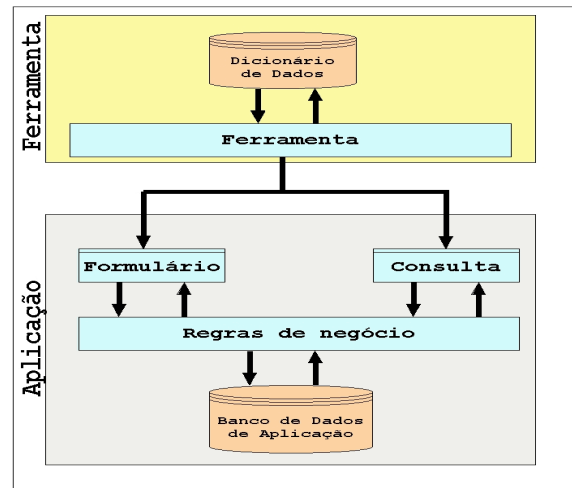 Ferramenta
Dicionário
de Dados
Ferramenta
Aplicação
Formulário
Consulta
Regras de negócio
Banco de Dados
de Aplicação